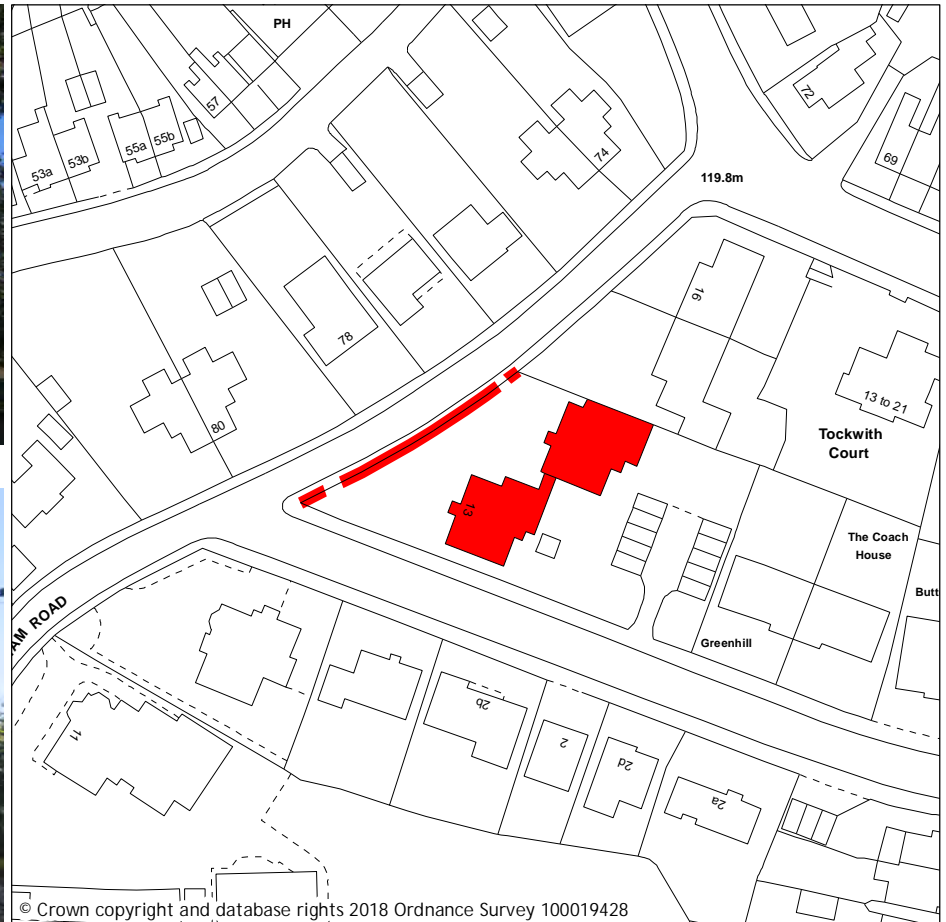 PH
57
53a
53b
55a
55b
72
69
74
119.8m
16
78
80
13 to 21
Tockwith
Court
13
The Coach
House
Butt
AM ROAD
Greenhill
11
2b
2
2d
2a
© Crown copyright and database rights 2018 Ordnance Survey 100019428